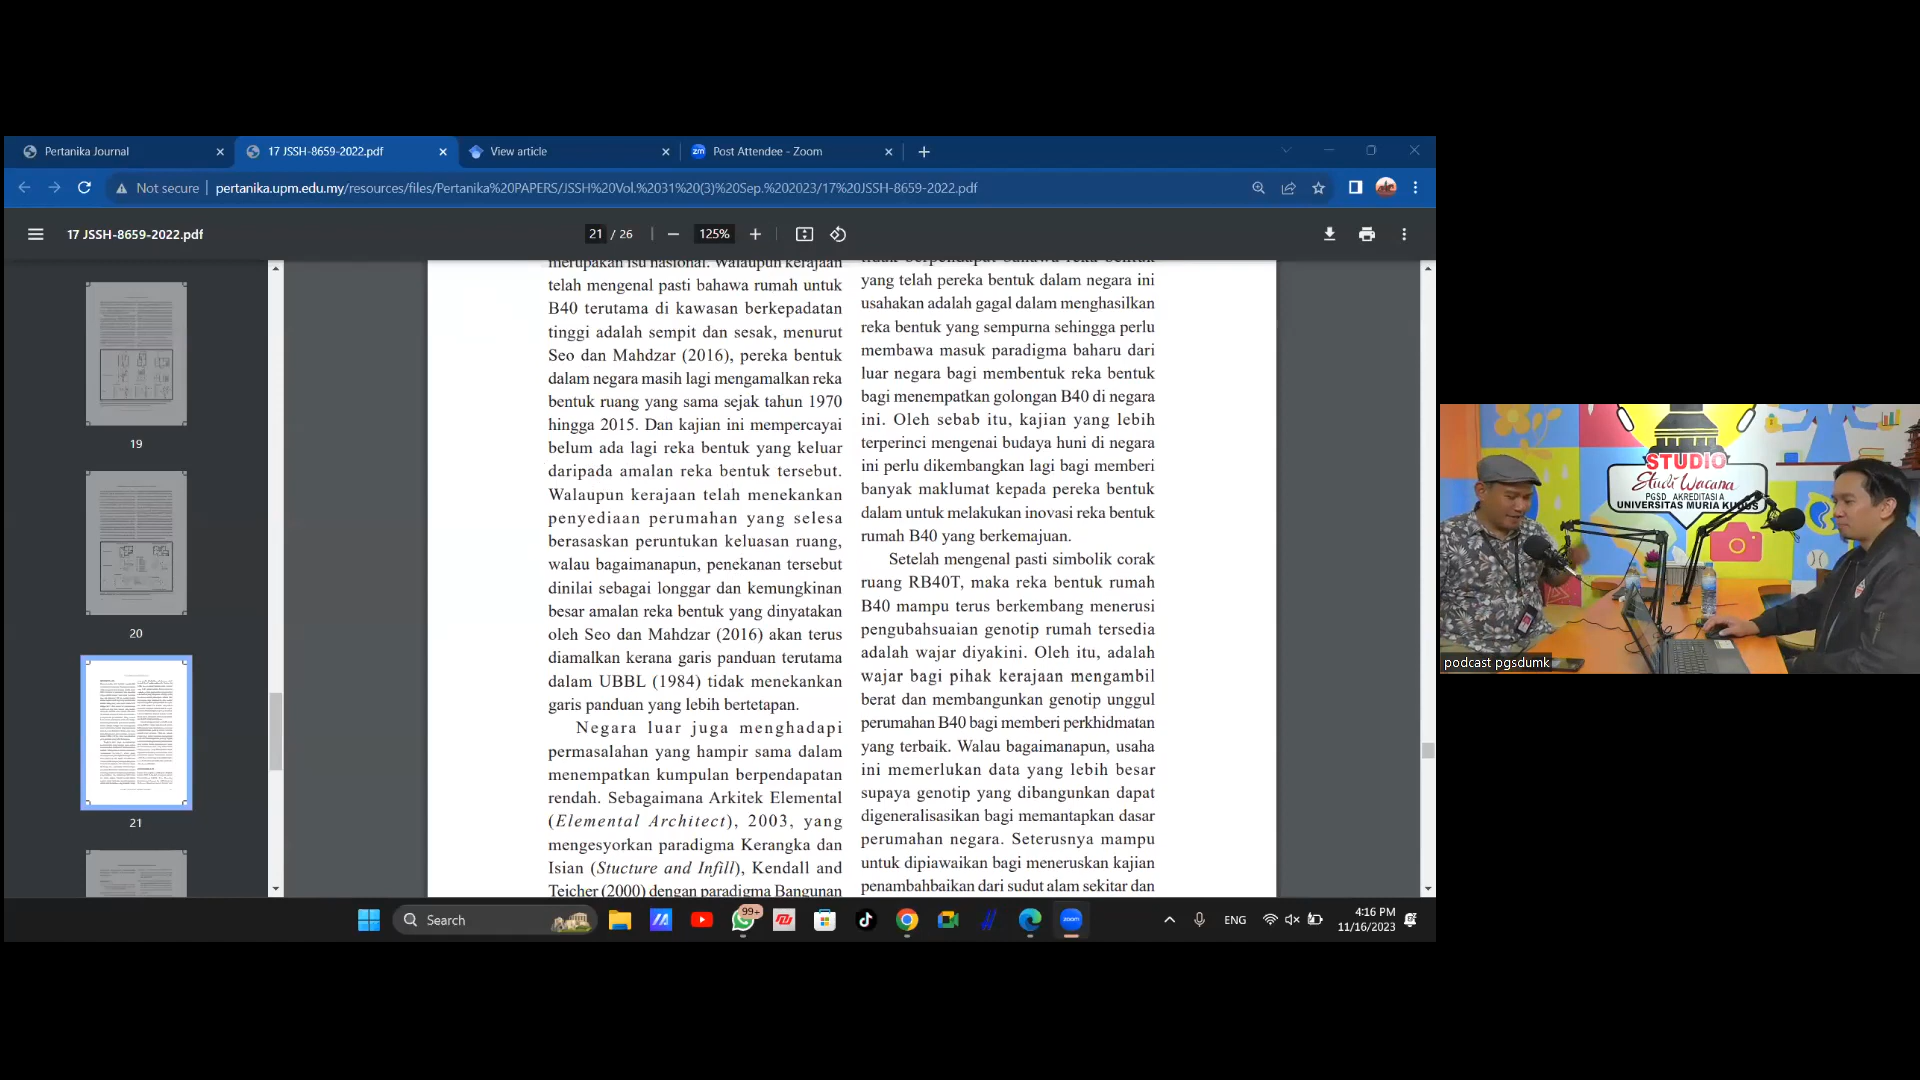 Pertanika Journal
17 JSSH-8659-2022.pdf
View article
zm Post Attendee - Zoom
Not secure
pertanika.upm.edu.my/resources/files/Pertanika%20PAPERS/JSSH%20Vol.%2031%20(3)%20Sep.%202023/17%20JSSH-8659-2022.pdf
17 JSSH-8659-2022.pdf
21 / 26
125%
19
20
21
merupakan isu nasional. Walaupun kerajaan
telah mengenal pasti bahawa rumah untuk
B40 terutama di kawasan berkepadatan
tinggi adalah sempit dan sesak, menurut
Seo dan Mahdzar (2016), pereka bentuk
dalam negara masih lagi mengamalkan reka
bentuk ruang yang sama sejak tahun 1970
hingga 2015. Dan kajian ini mempercayai
belum ada lagi reka bentuk yang keluar
daripada amalan reka bentuk tersebut.
Walaupun kerajaan telah menekankan
penyediaan perumahan yang selesa
berasaskan peruntukan keluasan ruang,
walau bagaimanapun, penekanan tersebut
dinilai sebagai longgar dan kemungkinan
besar amalan reka bentuk yang dinyatakan
oleh Seo dan Mahdzar (2016) akan terus
diamalkan kerana garis panduan terutama
dalam UBBL (1984) tidak menekankan
garis panduan yang lebih bertetapan.
Negara luar juga menghadapi
permasalahan yang hampir sama dalam
menempatkan kumpulan berpendapatan
rendah. Sebagaimana Arkitek Elemental
(Elemental Architect), 2003, yang
mengesyorkan paradigma Kerangka dan
Isian (Stucture and Infill), Kendall and
Teicher (2000) dengan paradigma Bangunan
tidak berpendapat bahawa reka bentuk
yang telah pereka bentuk dalam negara ini
usahakan adalah gagal dalam menghasilkan
reka bentuk yang sempurna sehingga perlu
membawa masuk paradigma baharu dari
luar negara bagi membentuk reka bentuk
bagi menempatkan golongan B40 di negara
ini. Oleh sebab itu, kajian yang lebih
terperinci mengenai budaya huni di negara
ini perlu dikembangkan lagi bagi memberi
banyak maklumat kepada pereka bentuk
dalam untuk melakukan inovasi reka bentuk
rumah B40 yang berkemajuan.
Setelah mengenal pasti simbolik corak
ruang RB40T, maka reka bentuk rumah
B40 mampu terus berkembang menerusi
pengubahsuaian genotip rumah tersedia
adalah wajar diyakini. Oleh itu, adalah
wajar bagi pihak kerajaan mengambil
berat dan membangunkan genotip unggul
perumahan B40 bagi memberi perkhidmatan
yang terbaik. Walau bagaimanapun, usaha
ini memerlukan data yang lebih besar
supaya genotip yang dibangunkan dapat
digeneralisasikan bagi memantapkan dasar
perumahan negara. Seterusnya mampu
untuk dipiawaikan bagi meneruskan kajian
penambahbaikan dari sudut alam sekitar dan
STUDIO
Studi Wacana
PGSD AKREDITASI A
UNIVERSITAS MURIA KUDUS
podcast pgsdumk
Search
99+
zoom
ENG
4:16 PM
11/16/2023